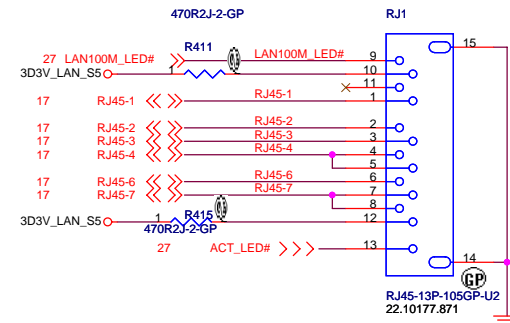 470R2J-2-GP
RJ1
R411
27 LAN100M_LED#
LAN100M_LED#
9
15
3D3V_LAN_S5
1
10
11
17
RJ45-1
RJ45-1
1
17
RJ45-2
RJ45-2
2
17
RJ45-3
RJ45-3
3
17
RJ45-4
RJ45-4
4
5
17
RJ45-6
RJ45-6
6
17
RJ45-7
RJ45-7
7
8
3D3V_LAN_S5
1
R415
12
470R2J-2-GP
27
ACT_LED#
13
14
GP
RJ45-13P-105GP-U2
22.10177.871